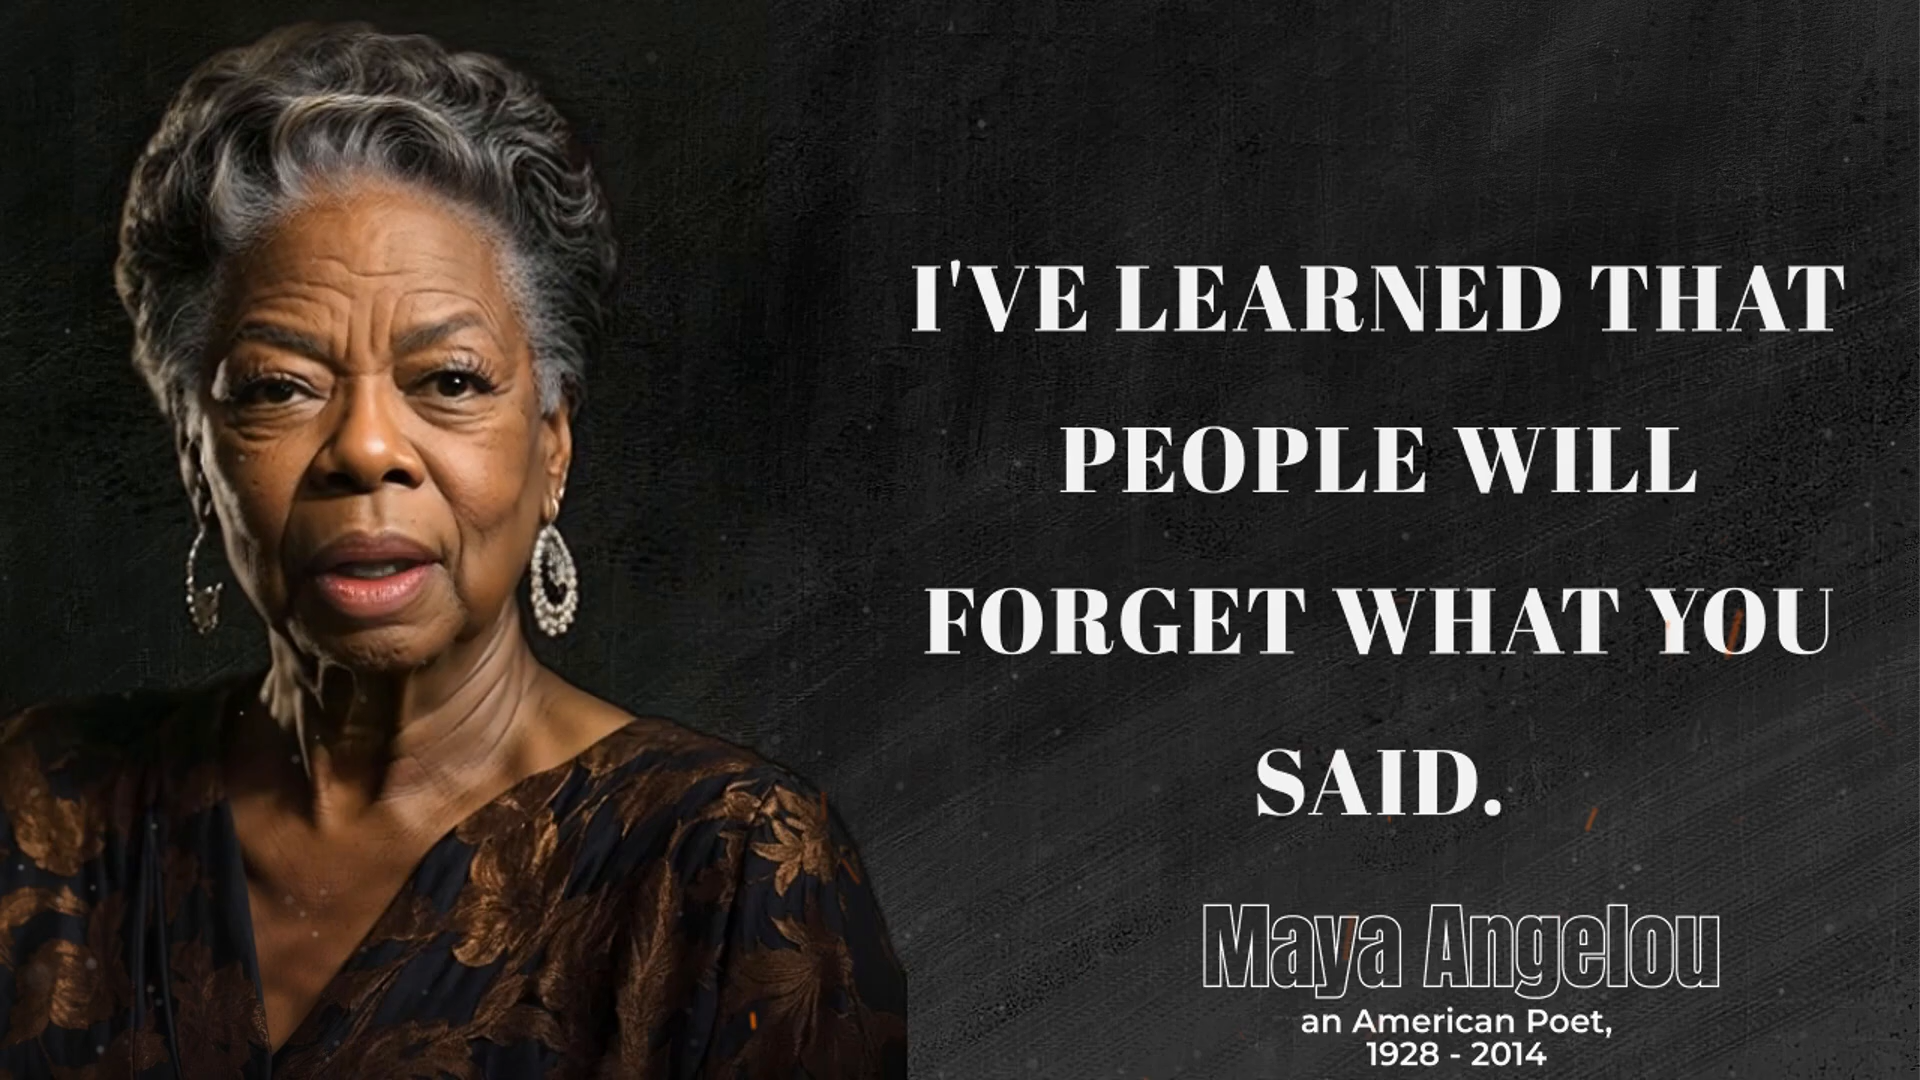 I'VE LEARNED THAT
PEOPLE WILL
FORGET WHAT YOU
SAID.
Maya Angelou
an American Poet,
1928 - 2014